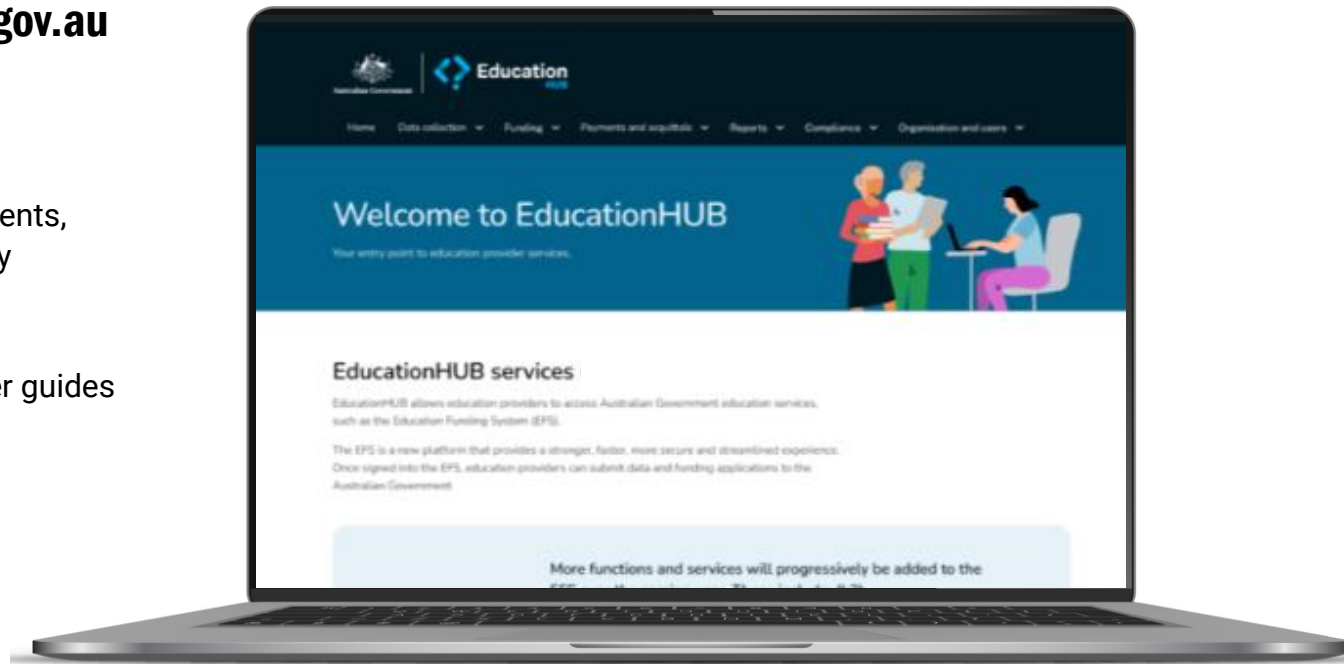 gov.au
ents,
y
er guides
Australian Government
Education
HUB
Home Data collection Funding Payments and acquittals Reports Compliance Organisation and users
Welcome to EducationHUB
Your entry point to education provider services.
EducationHUB services
EducationHUB allows education providers to access Australian Government education services,
such as the Education Funding System (EFS).
The EFS is a new platform that provides a stronger, faster, more secure and streamlined experience.
Once signed into the EFS, education providers can submit data and funding applications to the
Australian Government.
More functions and services will progressively be added to the